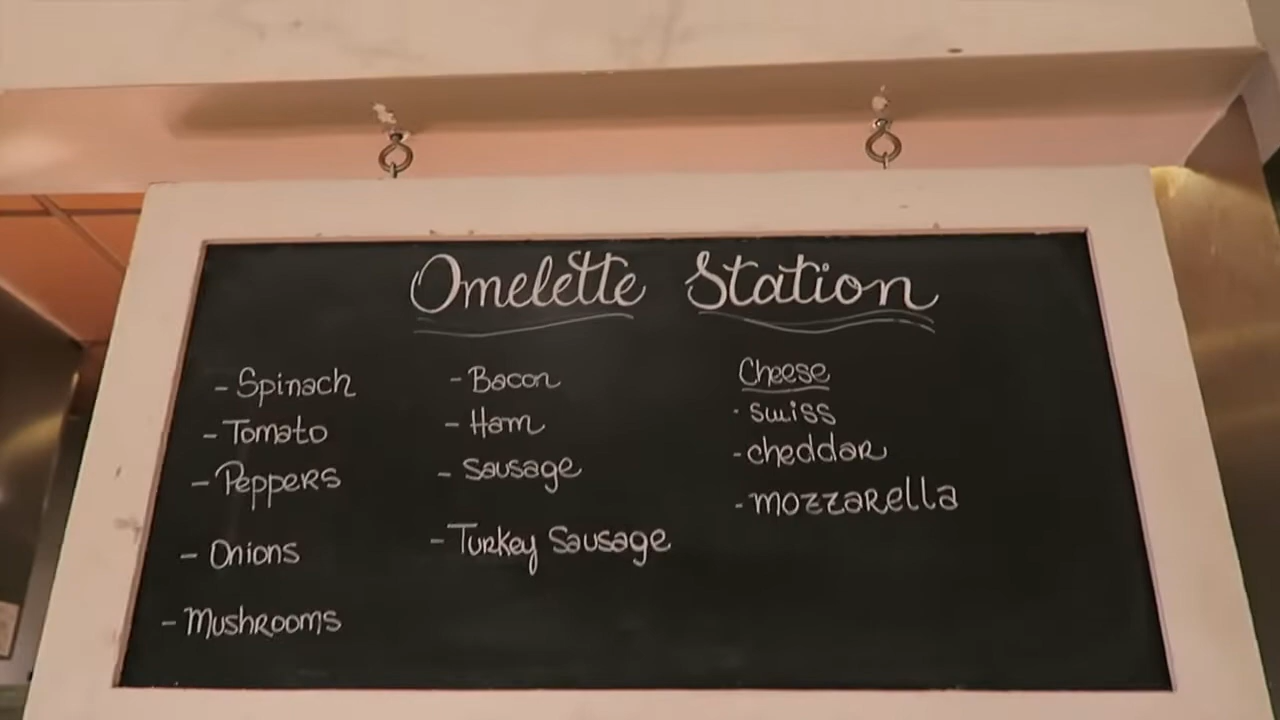 Omelette Station
- Spinach
- Tomato
- Peppers
- Onions
- Mushrooms
- Bacon
- Ham
- Sausage
- Turkey Sausage
Cheese
- swiss
- cheddar
- mozzarella